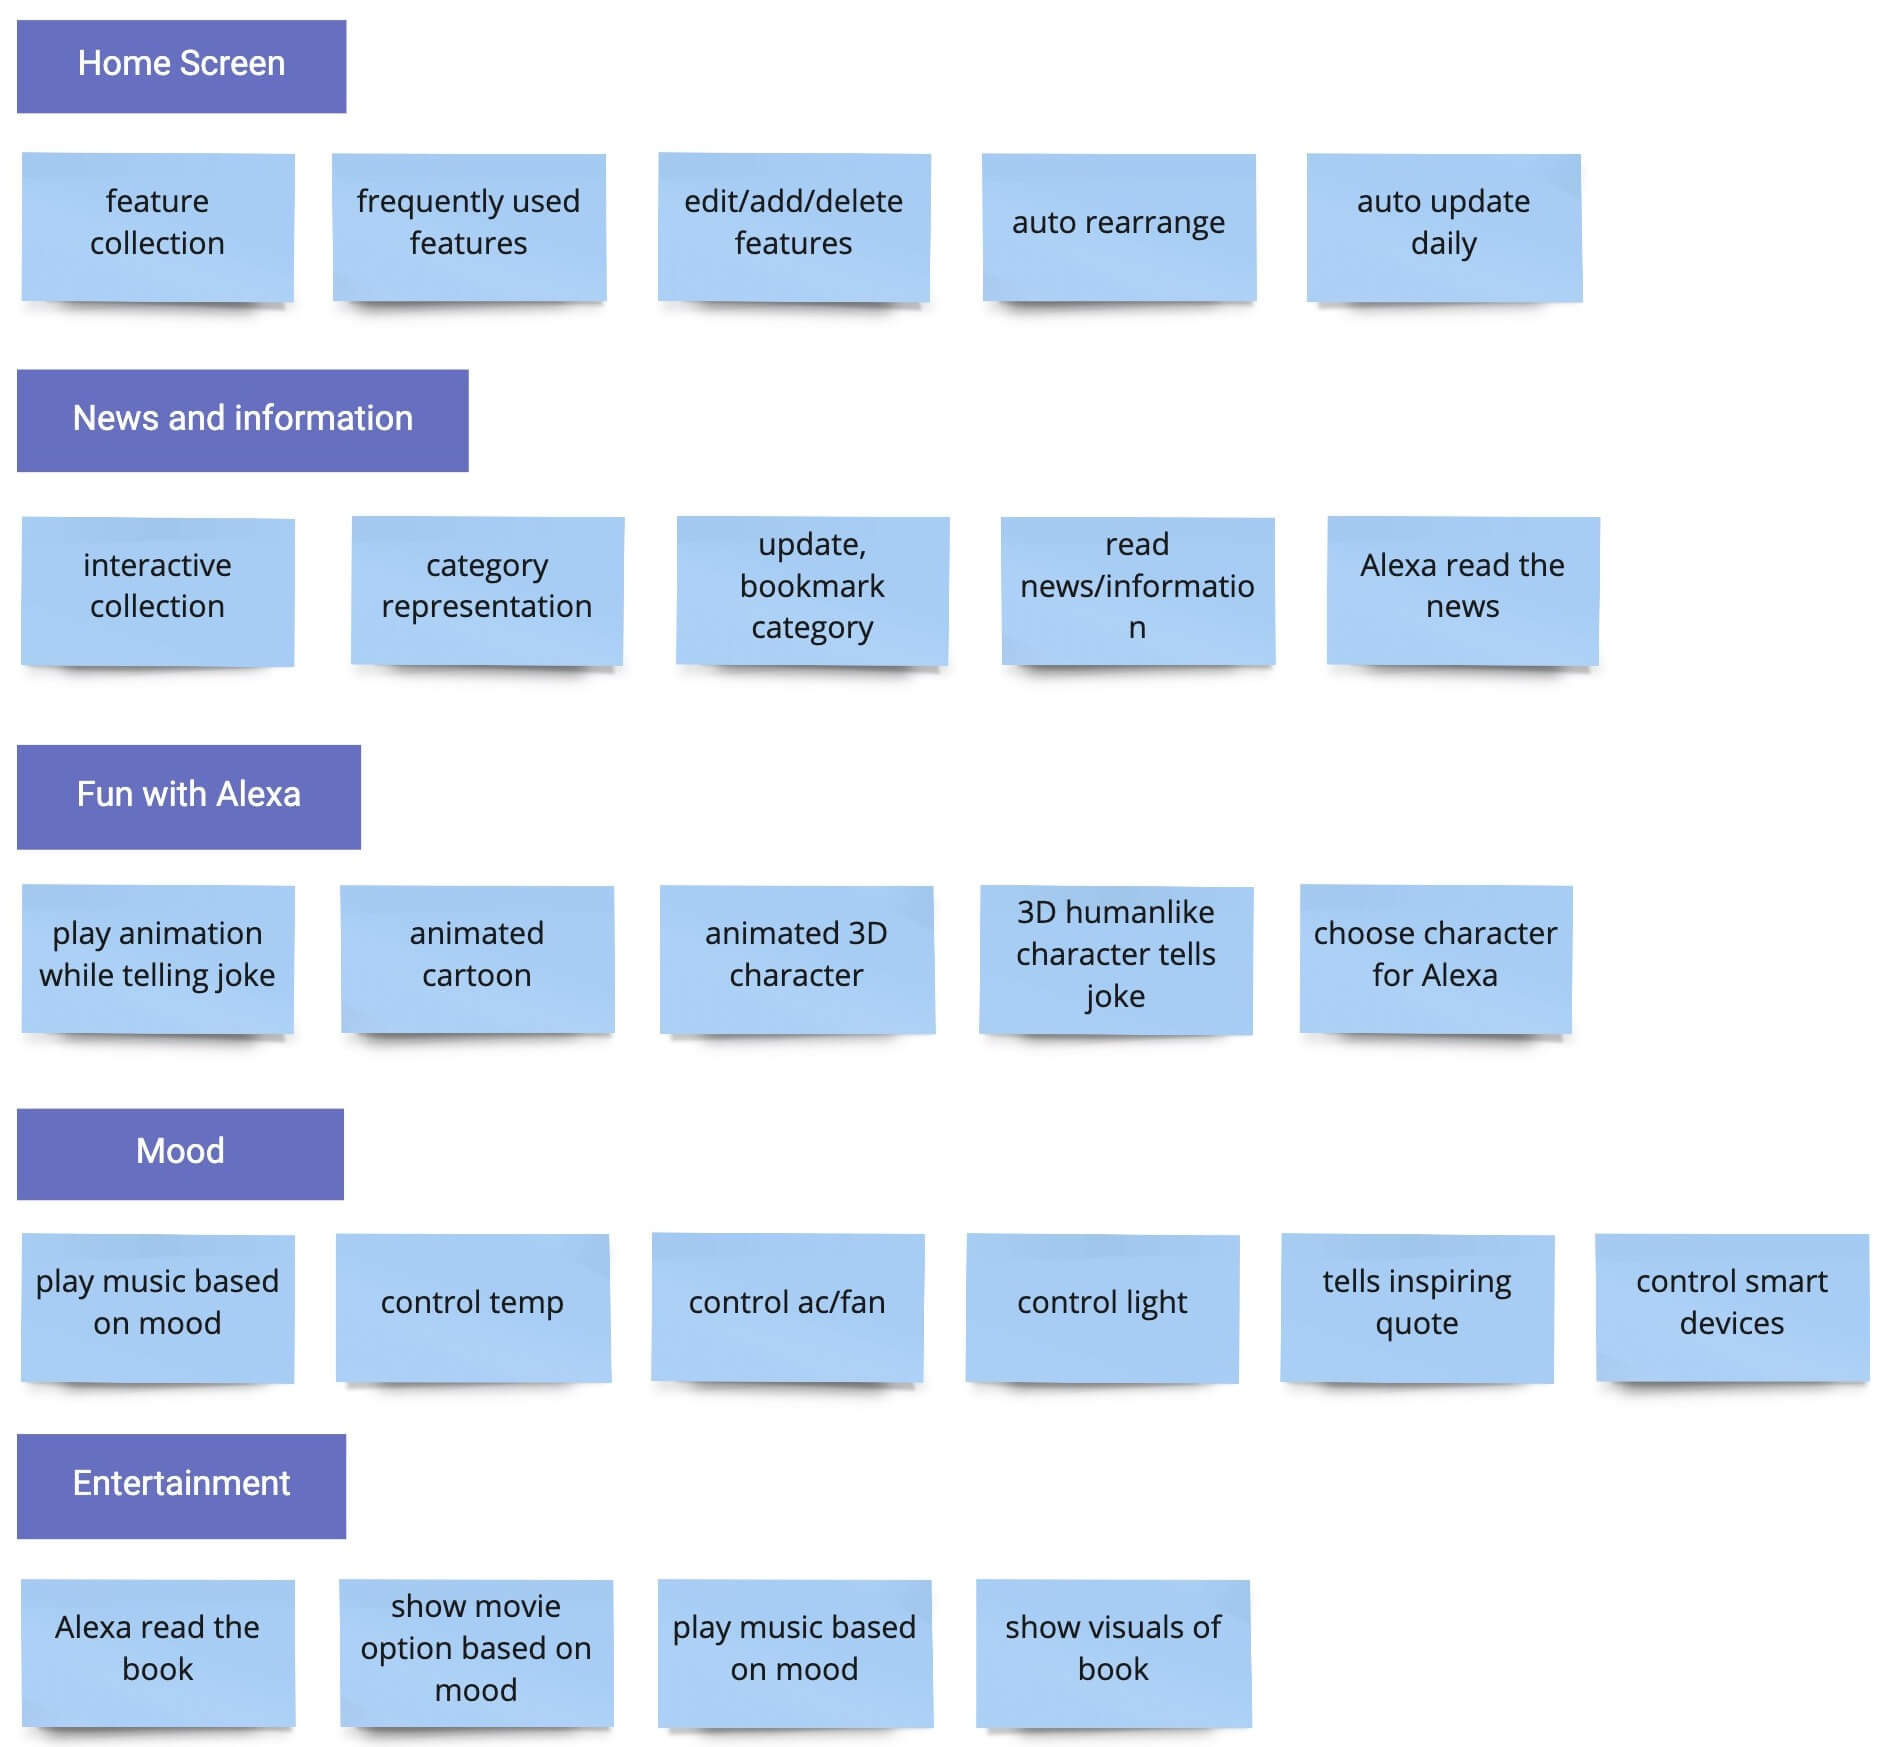 Home Screen
feature
collection
frequently used
features
edit/add/delete
features
auto rearrange
auto update
daily
News and information
interactive
collection
category
representation
update,
bookmark
category
read
news/informatio
n
Alexa read the
news
Fun with Alexa
play animation
while telling joke
animated
cartoon
animated 3D
character
3D humanlike
character tells
joke
choose character
for Alexa
Mood
play music based
on mood
control temp
control ac/fan
control light
tells inspiring
quote
control smart
devices
Entertainment
Alexa read the
book
show movie
option based on
mood
play music based
on mood
show visuals of
book